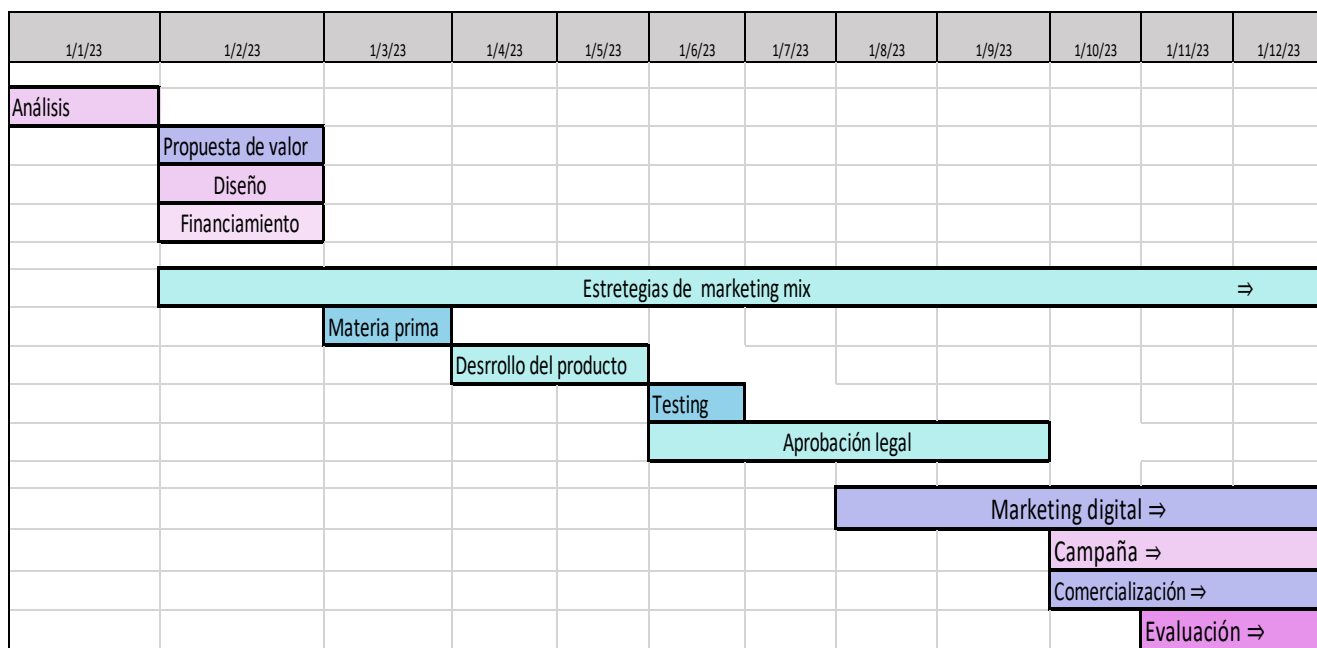 1/1/23 1/2/23 1/3/23 1/4/23 1/5/23 1/6/23 1/7/23 1/8/23 1/9/23 1/10/23 1/11/23 1/12/23
Análisis
Propuesta de valor
Diseño
Financiamiento
Estretegias de marketing mix ⇒
Materia prima
Desrrollo del producto
Testing
Aprobación legal
Marketing digital ⇒
Campaña ⇒
Comercialización ⇒
Evaluación ⇒